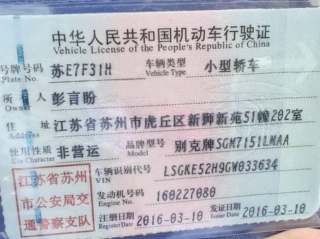 中华人民共和国机动车行驶证
Vehicle License of the People's Republic of China
号牌号码 苏E7F31H 车辆类型 小型轿车
Plate No. Vehicle Type
所有人 彭言盼
Owner
住址 江苏省苏州市虎丘区新狮新苑51幢202室
使用性质 非营运 品牌型号 别克牌SGM7151LMAA
Use Character Model
江苏省苏州 车辆识别代号 LSGKE52H9GW033634
VIN
市公安局交 发动机号码 160227080
Engine No.
通警察支队 注册日期 2016-03-10 发证日期 2016-03-10
Register Date Issue Date